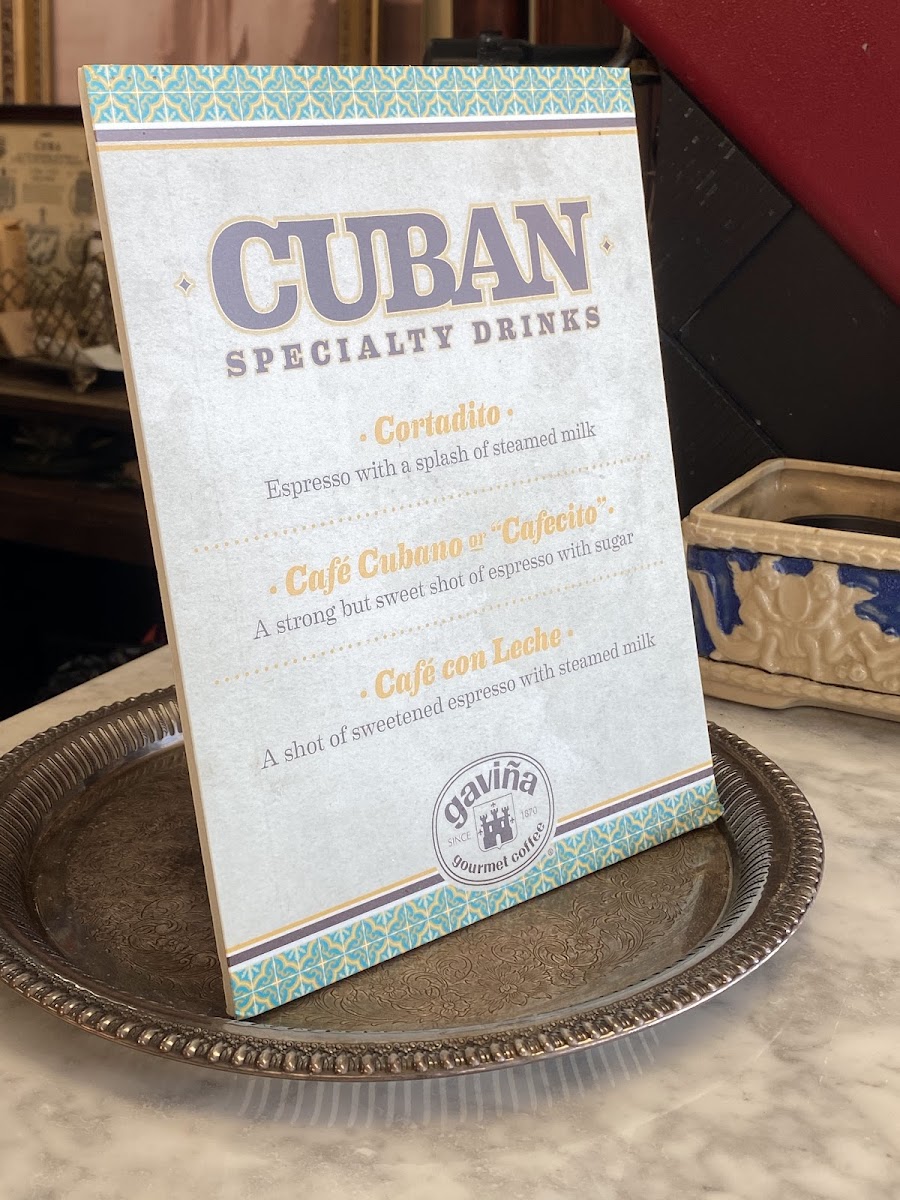 CUBAN
SPECIALTY DRINKS
· Cortadito ·
Espresso with a splash of steamed milk
· Café Cubano or "Cafecito" ·
A strong but sweet shot of espresso with sugar
· Café con Leche ·
A shot of sweetened espresso with steamed milk
gaviña
SINCE 1870
gourmet coffee®
CUBA